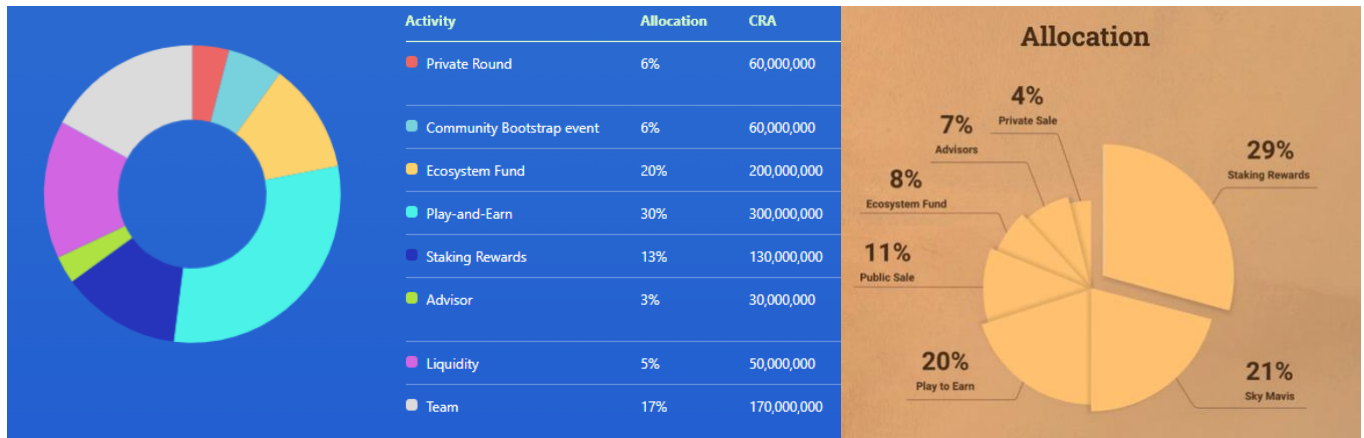 Activity Allocation CRA
Private Round 6% 60,000,000
Community Bootstrap event 6% 60,000,000
Ecosystem Fund 20% 200,000,000
Play-and-Earn 30% 300,000,000
Staking Rewards 13% 130,000,000
Advisor 3% 30,000,000
Liquidity 5% 50,000,000
Team 17% 170,000,000
Allocation
4%
Private Sale
7%
Advisors
29%
Staking Rewards
8%
Ecosystem Fund
11%
Public Sale
20%
Play to Earn
21%
Sky Mavis